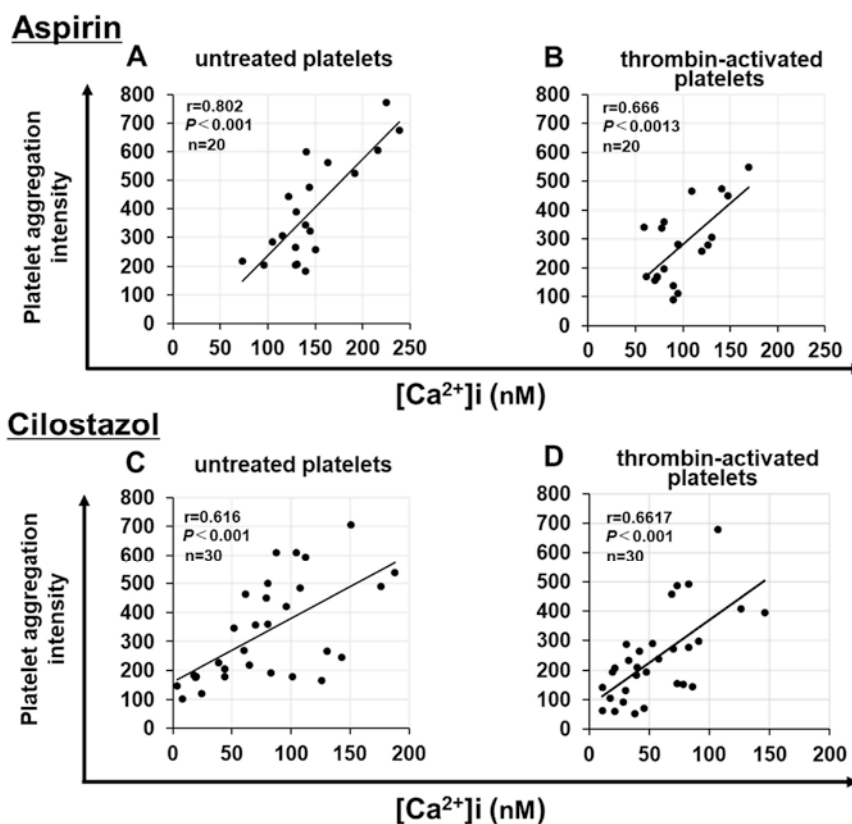 Aspirin
A
untreated platelets
B
thrombin-activated
platelets
Platelet aggregation
intensity
800
700
600
500
400
300
200
100
0
r=0.802
P<0.001
n=20
0 50 100 150 200 250
800
700
600
500
400
300
200
100
0
r=0.666
P<0.0013
n=20
0 50 100 150 200 250
[Ca²⁺]i (nM)
Cilostazol
C
untreated platelets
D
thrombin-activated
platelets
Platelet aggregation
intensity
800
700
600
500
400
300
200
100
0
r=0.616
P<0.001
n=30
0 50 100 150 200
800
700
600
500
400
300
200
100
0
r=0.6617
P<0.001
n=30
0 50 100 150 200
[Ca²⁺]i (nM)